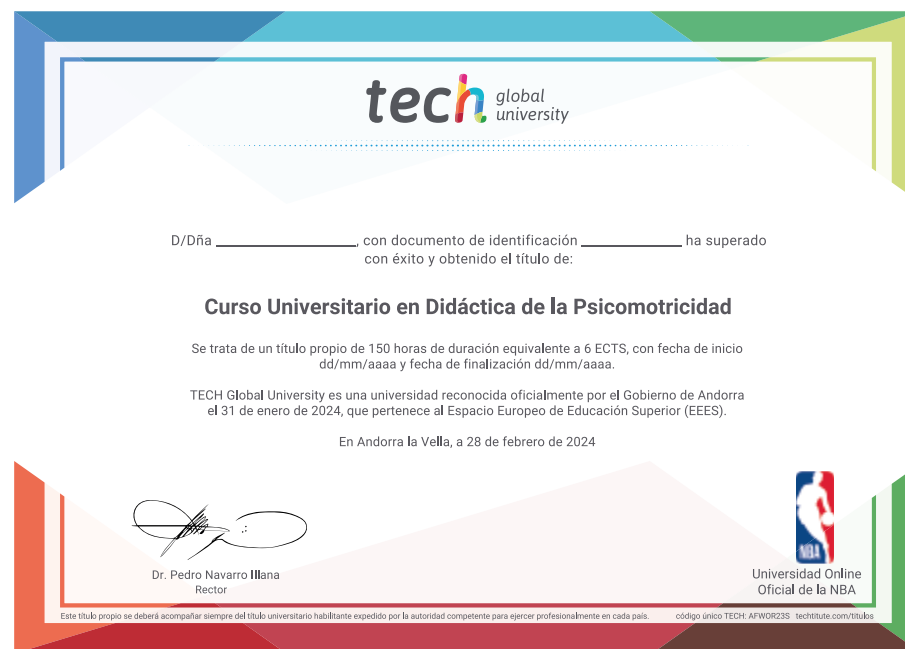 tech global university
D/Dña ______________, con documento de identificación __________ ha superado
con éxito y obtenido el título de:
Curso Universitario en Didáctica de la Psicomotricidad
Se trata de un título propio de 150 horas de duración equivalente a 6 ECTS, con fecha de inicio
dd/mm/aaaa y fecha de finalización dd/mm/aaaa.
TECH Global University es una universidad reconocida oficialmente por el Gobierno de Andorra
el 31 de enero de 2024, que pertenece al Espacio Europeo de Educación Superior (EEES).
En Andorra la Vella, a 28 de febrero de 2024
Dr. Pedro Navarro Illana
Rector
NBA
Universidad Online
Oficial de la NBA
Este título propio se deberá acompañar siempre del título universitario habilitante expedido por la autoridad competente para ejercer profesionalmente en cada país. código único TECH: AFWOR23S techtitute.com/titulos